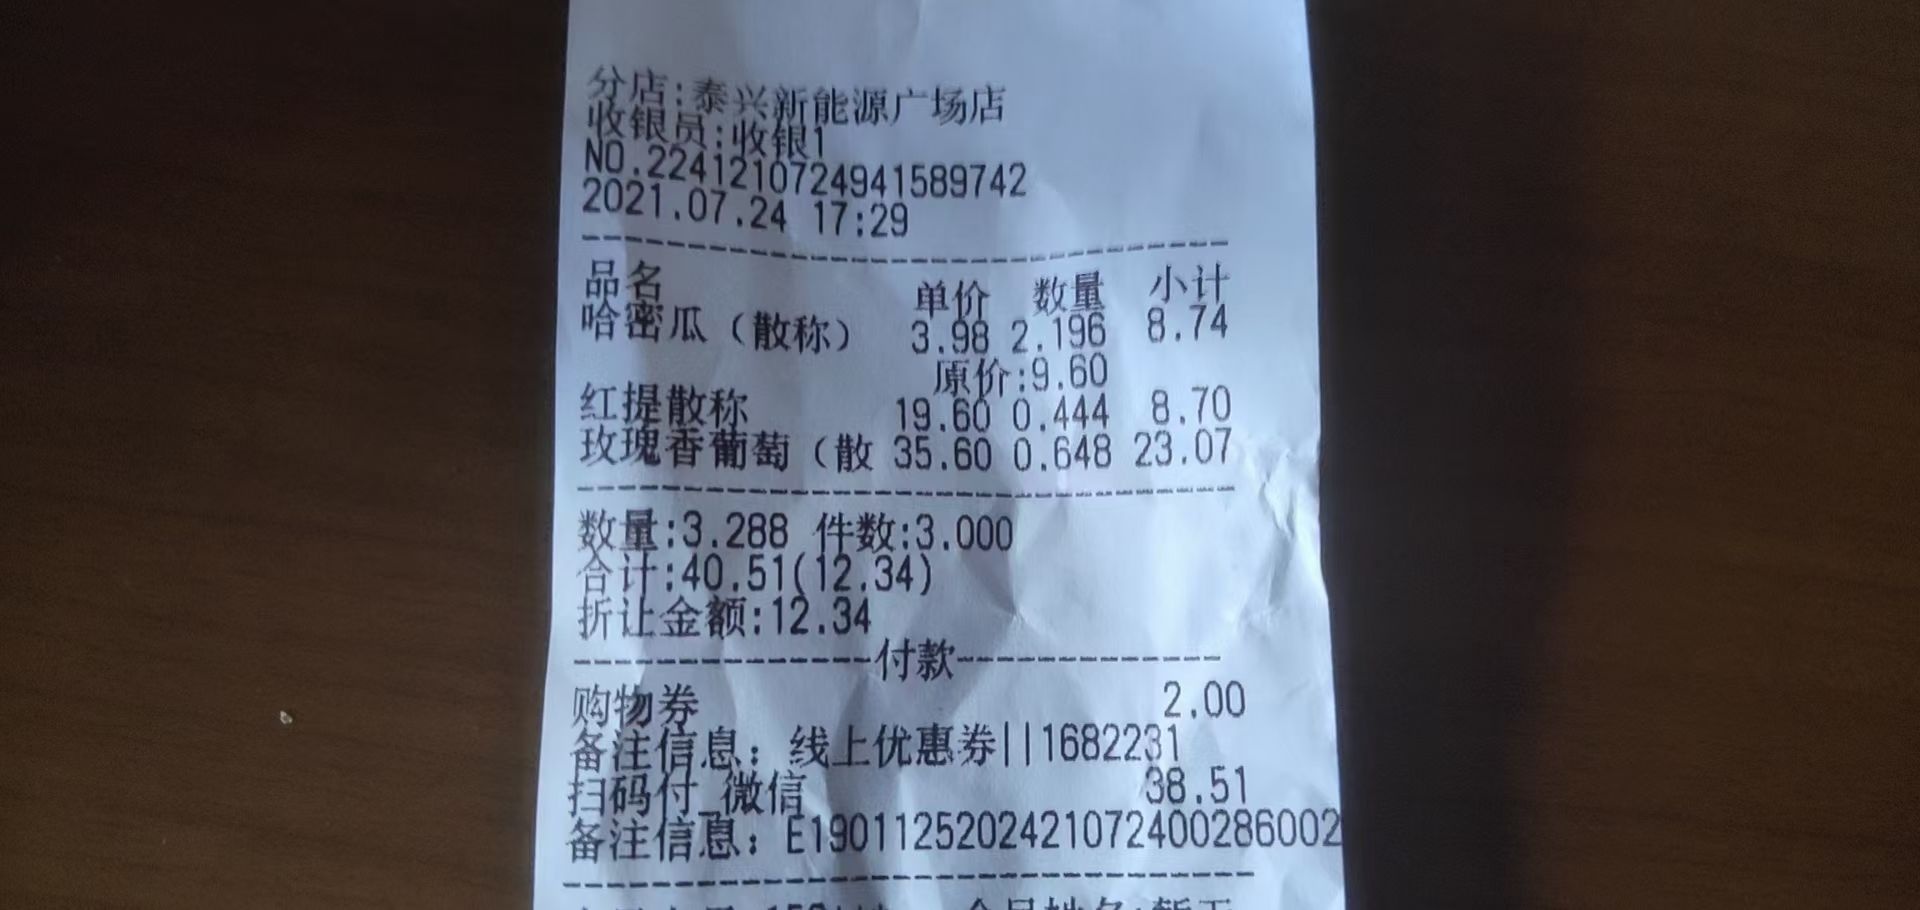 分店:泰兴新能源广场店
收银员:收银1
NO.2241210724941589742
2021.07.24 17:29
品名 单价 数量 小计
哈密瓜（散称） 3.98 2.196 8.74
原价:9.60
红提散称 19.60 0.444 8.70
玫瑰香葡萄（散 35.60 0.648 23.07
数量:3.288 件数:3.000
合计:40.51(12.34)
折让金额:12.34
付款
购物券 2.00
备注信息: 线上优惠券||1682231
扫码付_微信 38.51
备注信息: E1901125202421072400286002